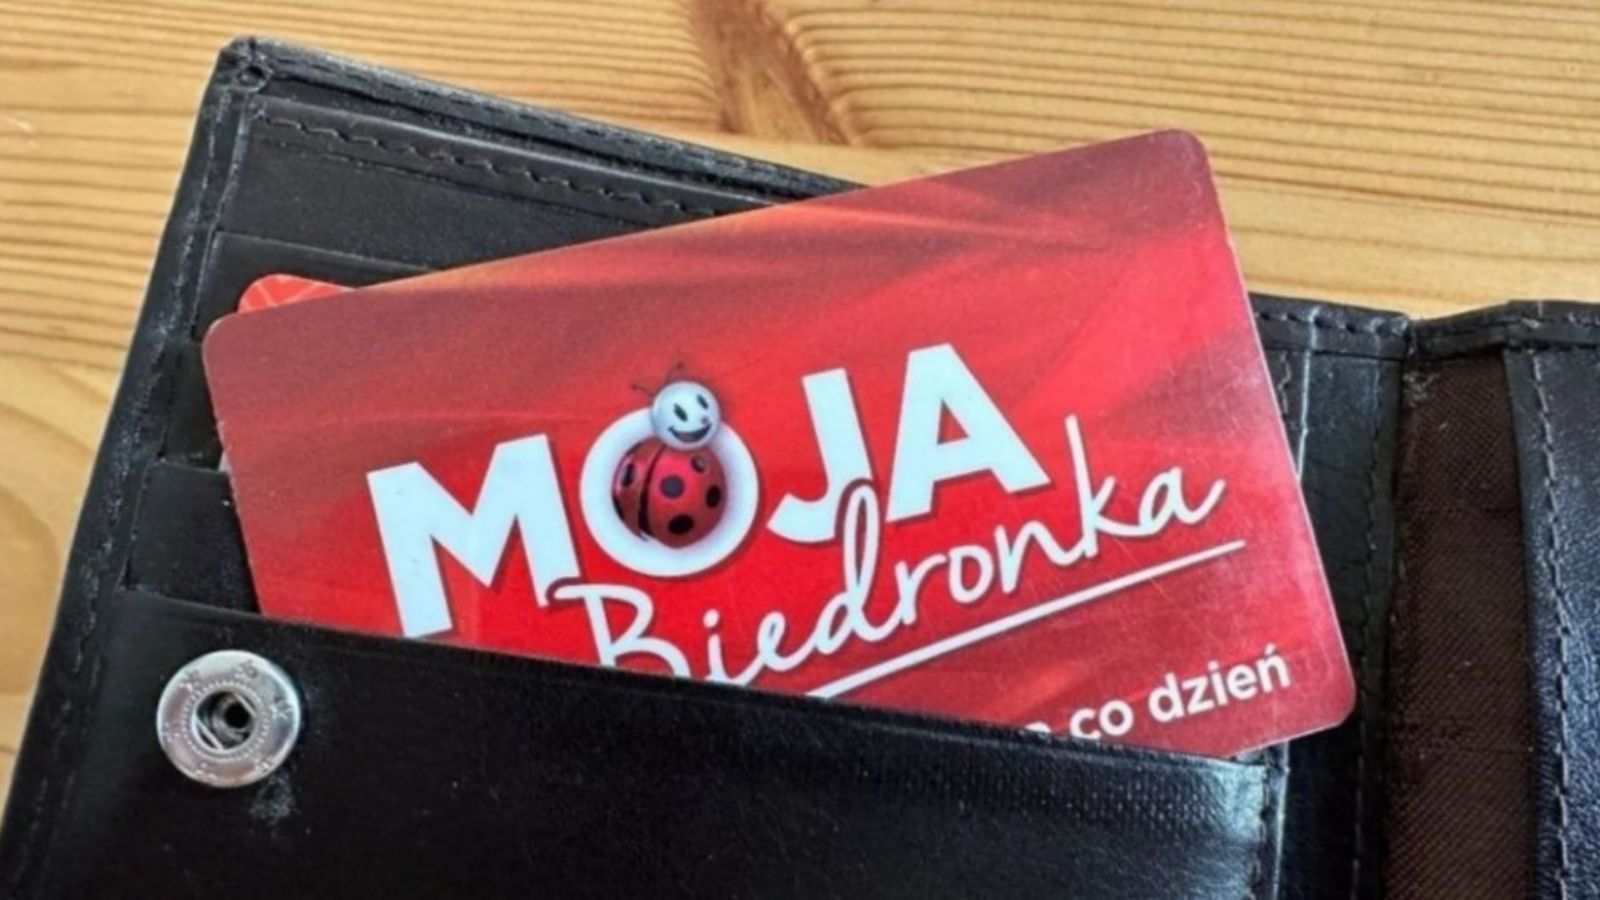 MOJA
Biedronka
co dzień